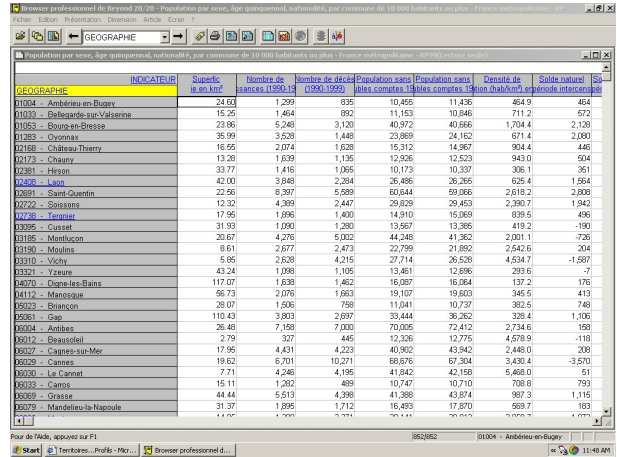 Browser professionnel de Beyond 20/20 - Population par sexe, âge quinquennal, nationalité, par commune de 10 000 habitants ou plus - France métropolitaine - RP
Fichier Edition Présentation Dimension Article Ecran ?
GEOGRAPHIE
Population par sexe, âge quinquennal, nationalité, par commune de 10 000 habitants ou plus - France métropolitaine - RP99(Lecture seule)
INDICATEUR Superfic Nombre de Nombre de décès Population sans Population sans Densité de Solde naturel So
GEOGRAPHIE ie en km² ssances (1990-19 (1990-1999) ubles comptes 19 ubles comptes 19 tion (hab/km²) en période intercens pér
01004 - Ambérieu-en-Bugey 24.60 1,299 835 10,455 11,436 464.9 464
01033 - Bellegarde-sur-Valserine 15.25 1,464 892 11,153 10,846 711.2 572
01053 - Bourg-en-Bresse 23.86 5,248 3,120 40,972 40,666 1,704.4 2,128
01283 - Oyonnax 35.99 3,528 1,448 23,869 24,162 671.4 2,080
02168 - Château-Thierry 16.55 2,074 1,628 15,312 14,967 904.4 446
02173 - Chauny 13.28 1,639 1,135 12,926 12,523 943.0 504
02381 - Hirson 33.77 1,416 1,065 10,173 10,337 306.1 351
02408 - Laon 42.00 3,848 2,284 26,486 26,265 625.4 1,564
02691 - Saint-Quentin 22.56 8,397 5,589 60,644 59,066 2,618.2 2,808
02722 - Soissons 12.32 4,389 2,447 29,829 29,453 2,390.7 1,942
02738 - Tergnier 17.95 1,896 1,400 14,910 15,069 839.5 496
03095 - Cusset 31.93 1,090 1,280 13,567 13,385 419.2 -190
03185 - Montluçon 20.67 4,276 5,002 44,248 41,362 2,001.1 -726
03190 - Moulins 8.61 2,677 2,473 22,799 21,892 2,542.6 204
03310 - Vichy 5.85 2,628 4,215 27,714 26,528 4,534.7 -1,587
03321 - Yzeure 43.24 1,098 1,105 13,461 12,696 293.6 -7
04070 - Digne-les-Bains 117.07 1,638 1,462 16,087 16,064 137.2 176
04112 - Manosque 56.73 2,076 1,663 19,107 19,603 345.5 413
05023 - Briançon 28.07 1,506 758 11,041 10,737 382.5 748
05061 - Gap 110.43 3,803 2,697 33,444 36,262 328.4 1,106
06004 - Antibes 26.48 7,158 7,000 70,005 72,412 2,734.6 158
06012 - Beausoleil 2.79 327 445 12,326 12,775 4,578.9 -118
06027 - Cagnes-sur-Mer 17.95 4,431 4,223 40,902 43,942 2,448.0 208
06029 - Cannes 19.62 6,701 10,271 68,676 67,304 3,430.4 -3,570
06030 - Le Cannet 7.71 4,246 4,195 41,842 42,158 5,468.0 51
06033 - Carros 15.11 1,282 489 10,747 10,710 708.8 793
06069 - Grasse 44.44 5,513 4,398 41,388 43,874 987.3 1,115
06079 - Mandelieu-la-Napoule 31.37 1,895 1,712 16,493 17,870 569.7 183
Pour de l'Aide, appuyez sur F1 852/852 01004 - Ambérieu-en-Bugey
Start Territoires...Profils - Micr... Browser professionnel d... 11:48 AM